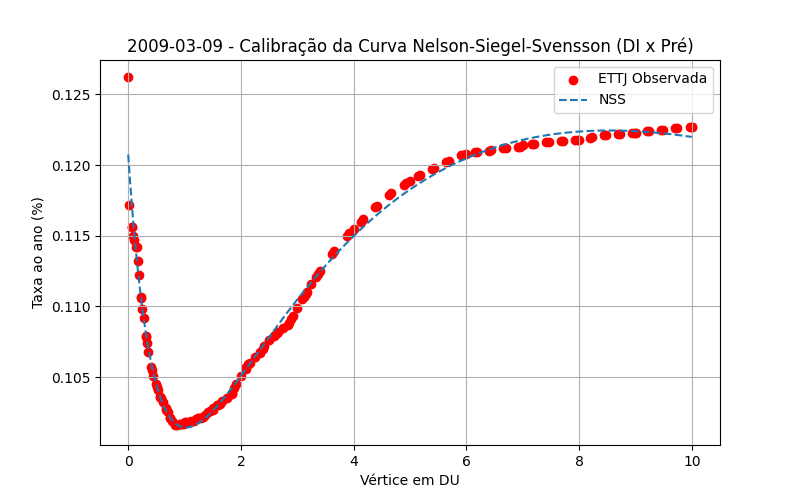 2009-03-09 - Calibração da Curva Nelson-Siegel-Svensson (DI x Pré)
ETTJ Observada
NSS
Taxa ao ano (%)
0.125
0.120
0.115
0.110
0.105
0 2 4 6 8 10
Vértice em DU